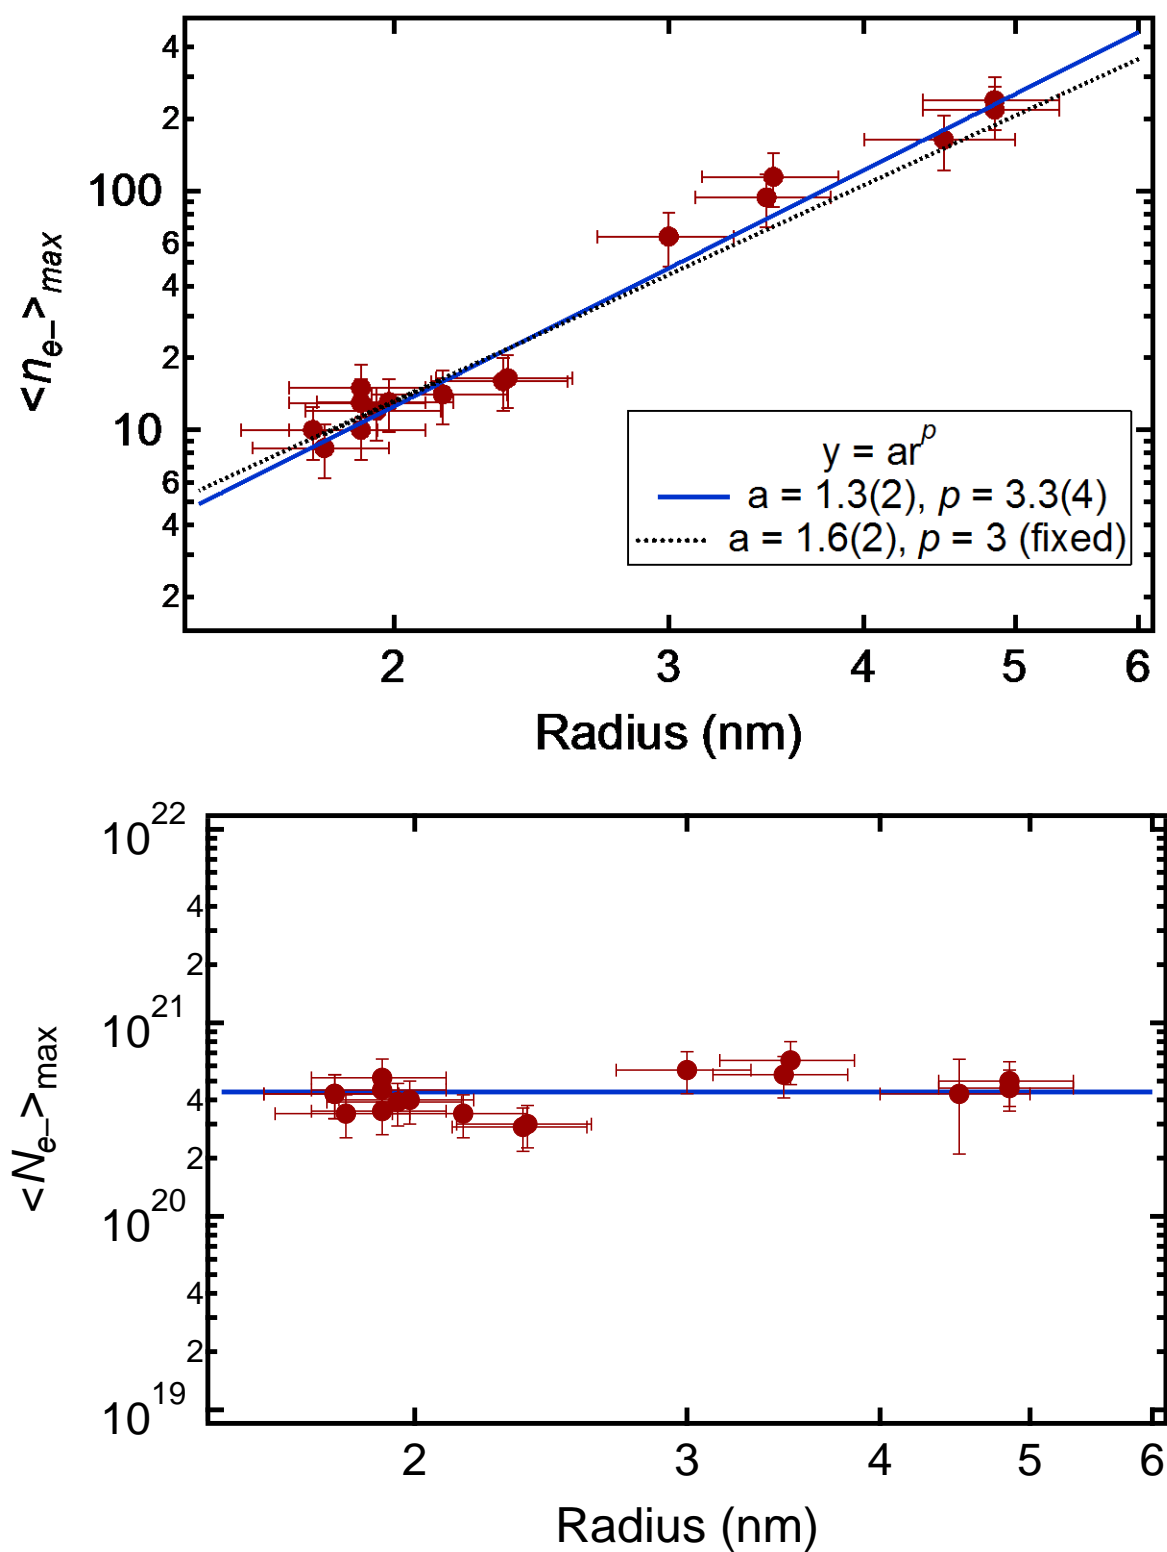 4
2
100
6
4
2
10
6
4
2
<n e–> max
y = ar^p
a = 1.3(2), p = 3.3(4)
a = 1.6(2), p = 3 (fixed)
2 3 4 5 6
Radius (nm)
10^22
4
2
10^21
4
2
10^20
4
2
10^19
<N e–> max
2 3 4 5 6
Radius (nm)